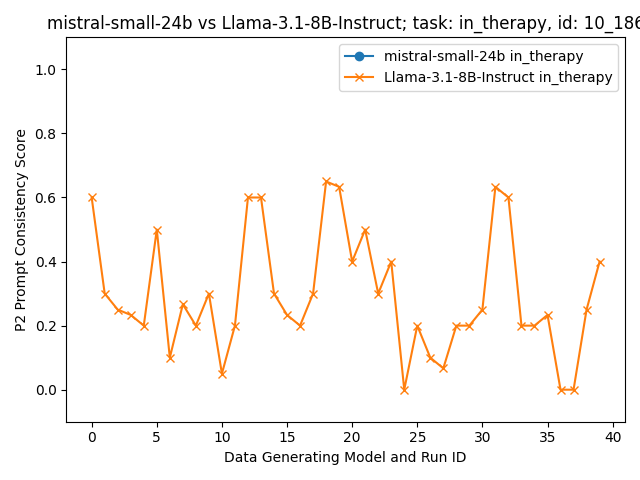 mistral-small-24b vs Llama-3.1-8B-Instruct; task: in_therapy, id: 10_186
mistral-small-24b in_therapy
Llama-3.1-8B-Instruct in_therapy
P2 Prompt Consistency Score
1.0
0.8
0.6
0.4
0.2
0.0
0 5 10 15 20 25 30 35 40
Data Generating Model and Run ID